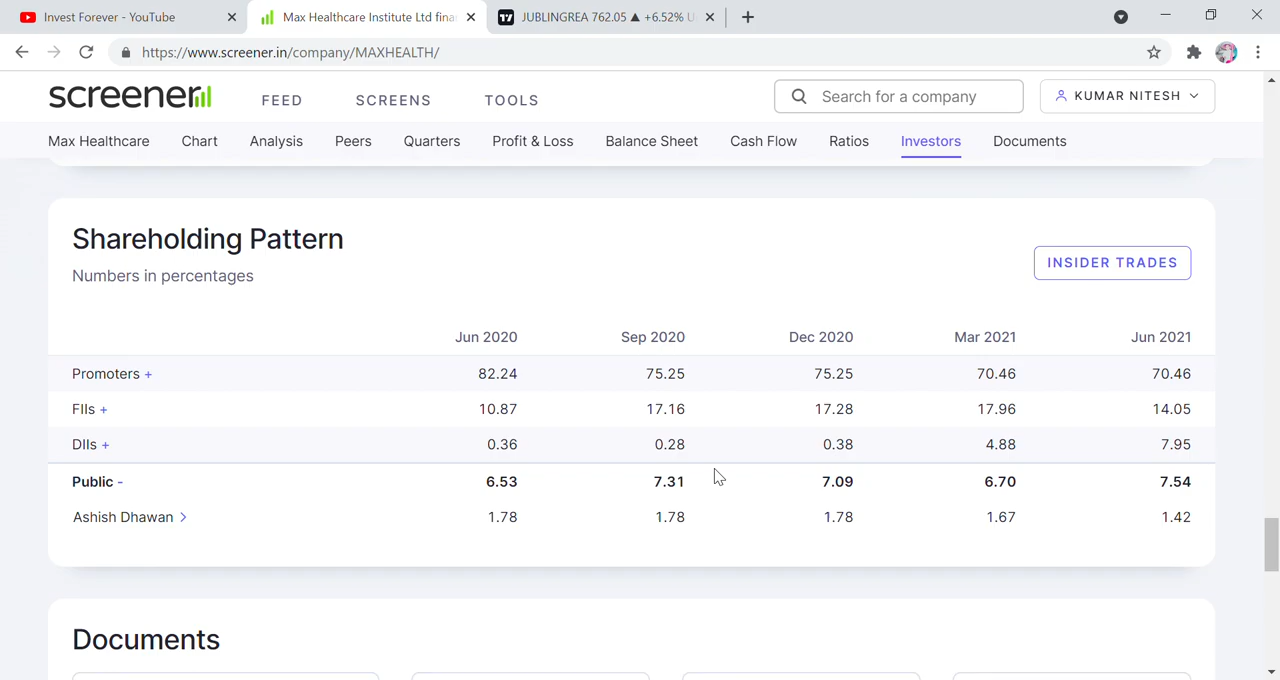 Invest Forever - YouTube
Max Healthcare Institute Ltd fina
JUBLINGREA 762.05 ▲ +6.52% U
https://www.screener.in/company/MAXHEALTH/
screener
FEED
SCREENS
TOOLS
Search for a company
KUMAR NITESH
Max Healthcare
Chart
Analysis
Peers
Quarters
Profit & Loss
Balance Sheet
Cash Flow
Ratios
Investors
Documents
Shareholding Pattern
Numbers in percentages
INSIDER TRADES
Jun 2020 Sep 2020 Dec 2020 Mar 2021 Jun 2021
Promoters + 82.24 75.25 75.25 70.46 70.46
FIIs + 10.87 17.16 17.28 17.96 14.05
DIIs + 0.36 0.28 0.38 4.88 7.95
Public - 6.53 7.31 7.09 6.70 7.54
Ashish Dhawan > 1.78 1.78 1.78 1.67 1.42
Documents